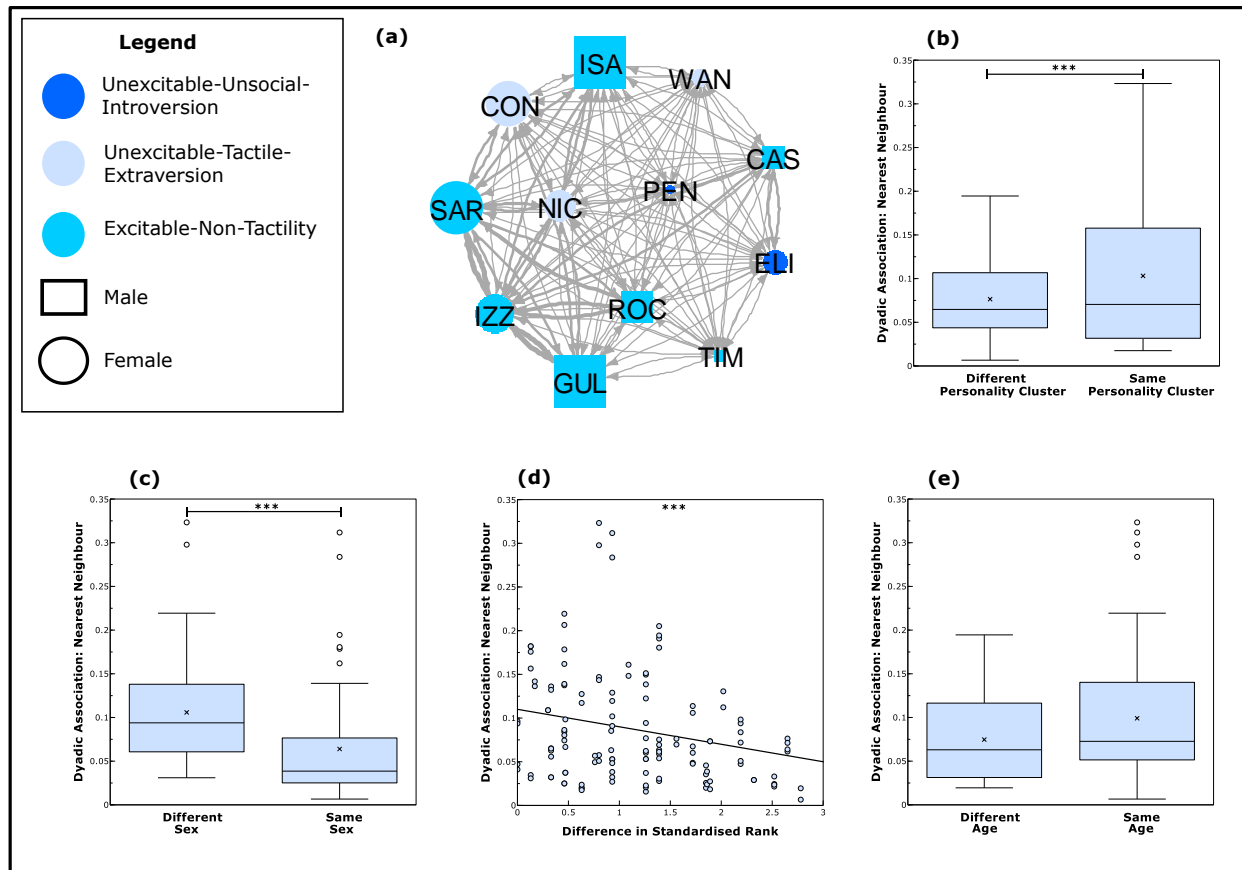 Legend
Unexcitable-Unsocial-
Introversion
Unexcitable-Tactile-
Extraversion
Excitable-Non-Tactility
Male
Female
(a)
ISA
WAN
CON
CAS
PEN
SAR
NIC
ELI
IZZ
ROC
TIM
GUL
(b)
***
Dyadic Association: Nearest Neighbour
0.35
0.3
0.25
0.2
0.15
0.1
0.05
0
Different
Personality Cluster
Same
Personality Cluster
(c)
***
Dyadic Association: Nearest Neighbour
0.35
0.3
0.25
0.2
0.15
0.1
0.05
0
Different
Sex
Same
Sex
(d)
***
Dyadic Association: Nearest Neighbour
0.35
0.3
0.25
0.2
0.15
0.1
0.05
0
0 0.5 1 1.5 2 2.5 3
Difference in Standardised Rank
(e)
Dyadic Association: Nearest Neighbour
0.35
0.3
0.25
0.2
0.15
0.1
0.05
0
Different
Age
Same
Age